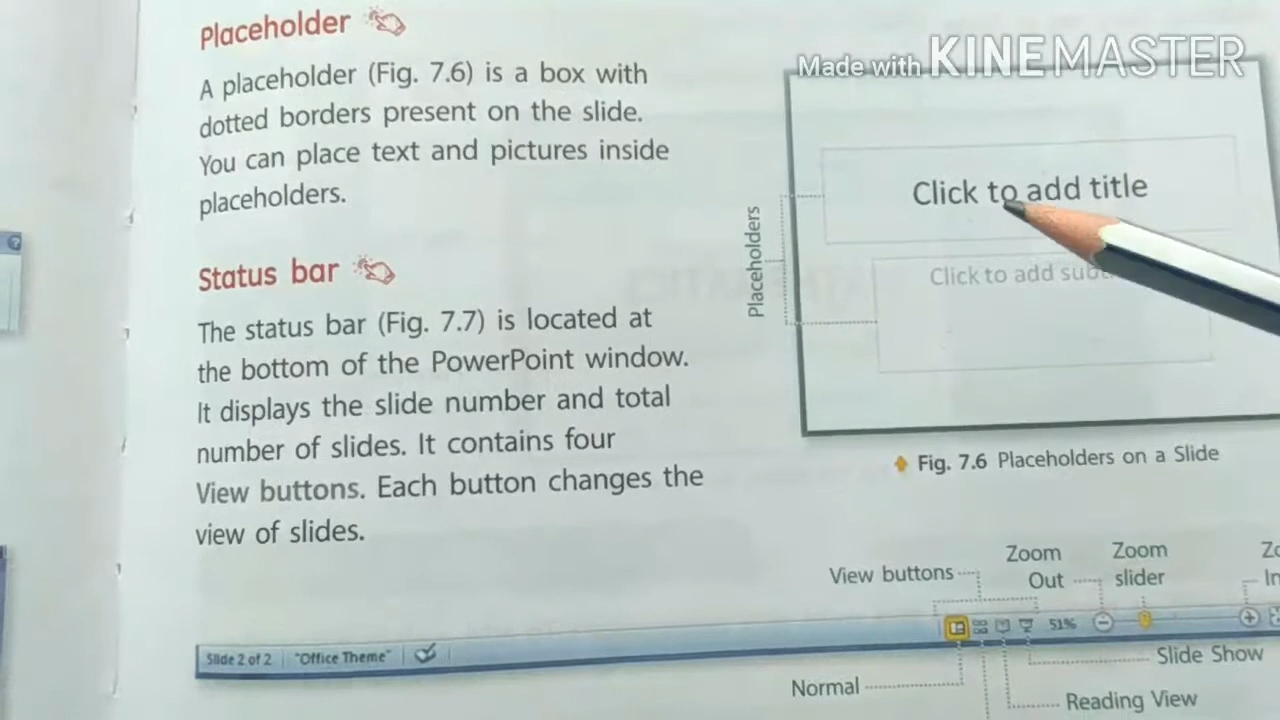 Placeholder
A placeholder (Fig. 7.6) is a box with
dotted borders present on the slide.
You can place text and pictures inside
placeholders.
Status bar
The status bar (Fig. 7.7) is located at
the bottom of the PowerPoint window.
It displays the slide number and total
number of slides. It contains four
View buttons. Each button changes the
view of slides.
Made with KINEMASTER
Placeholders
Click to add title
Click to add
Fig. 7.6 Placeholders on a Slide
View buttons
Zoom
Out
Zoom
slider
Slide 2 of 2
"Office Theme"
51%
Normal
Slide Show
Reading View